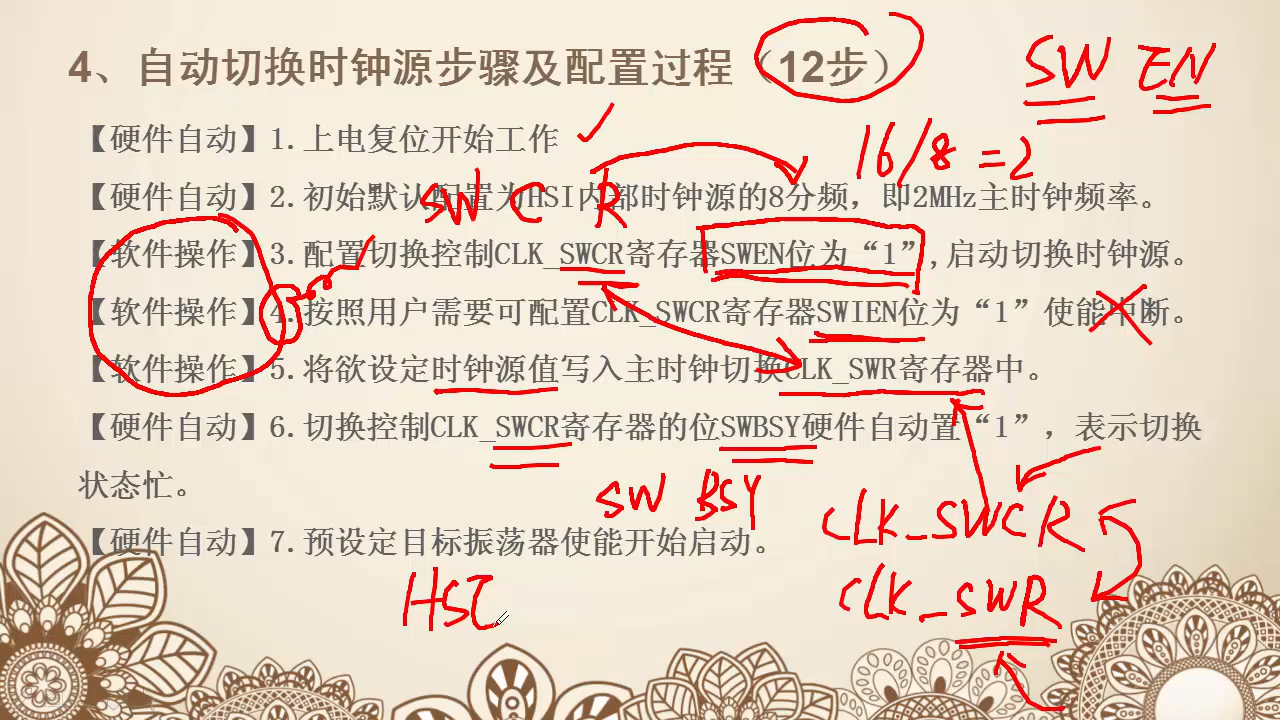 4、自动切换时钟源步骤及配置过程（12步）
SW EN
【硬件自动】1.上电复位开始工作
16/8=2
【硬件自动】2.初始默认配置为HSI内部时钟源的8分频，即2MHz主时钟频率。
SWCR
【软件操作】3.配置切换控制CLK_SWCR寄存器SWEN位为“1”,启动切换时钟源。
【软件操作】4.按照用户需要可配置CLK_SWCR寄存器SWIEN位为“1”使能中断。
【软件操作】5.将欲设定时钟源值写入主时钟切换CLK_SWR寄存器中。
【硬件自动】6.切换控制CLK_SWCR寄存器的位SWBSY硬件自动置“1”，表示切换
状态忙。
SW BSY
CLK_SWCR
【硬件自动】7.预设定目标振荡器使能开始启动。
HSI
CLK_SWR